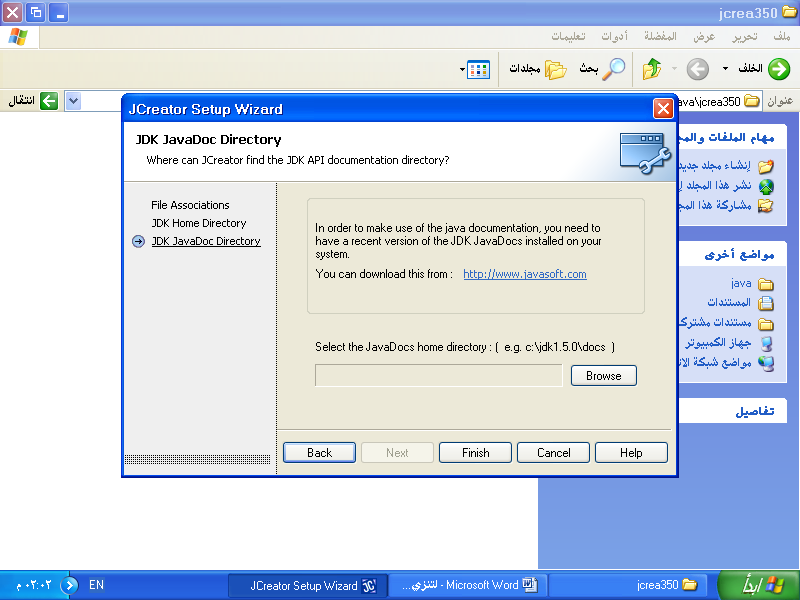 jcrea350
ملف تحرير عرض المفضلة أدوات تعليمات
الخلف بحث مجلدات
عنوان ava\jcrea350 انتقال
JCreator Setup Wizard
JDK JavaDoc Directory
Where can JCreator find the JDK API documentation directory?
File Associations
JDK Home Directory
JDK JavaDoc Directory
In order to make use of the java documentation, you need to
have a recent version of the JDK JavaDocs installed on your
system.
You can download this from : http://www.javasoft.com
Select the JavaDocs home directory : ( e.g. c:\jdk1.5.0\docs )
Browse
Back Next Finish Cancel Help
مهام الملفات والمج
إنشاء مجلد جديد
نشر هذا المجلد إ
مشاركة هذا المج
مواضع أخرى
java
المستندات
مستندات مشترك
جهاز الكمبيوتر
مواضع شبكة الا
تفاصيل
ابدأ
jcrea350
لتنزي - Microsoft Word...
JCreator Setup Wizard
EN
٠٢:٠٢ م